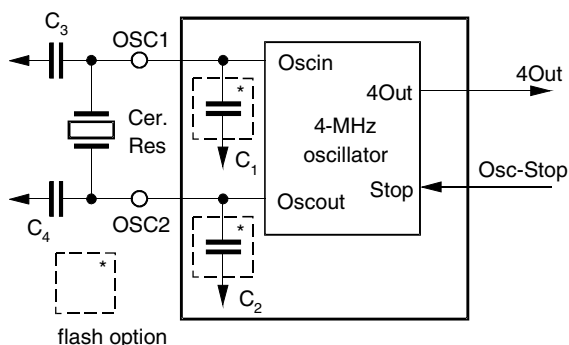 C3
OSC1
Oscin
*
4Out
4Out
Cer.
Res
4-MHz
oscillator
C1
Osc-Stop
Stop
Oscout
OSC2
C4
*
*
C2
flash option